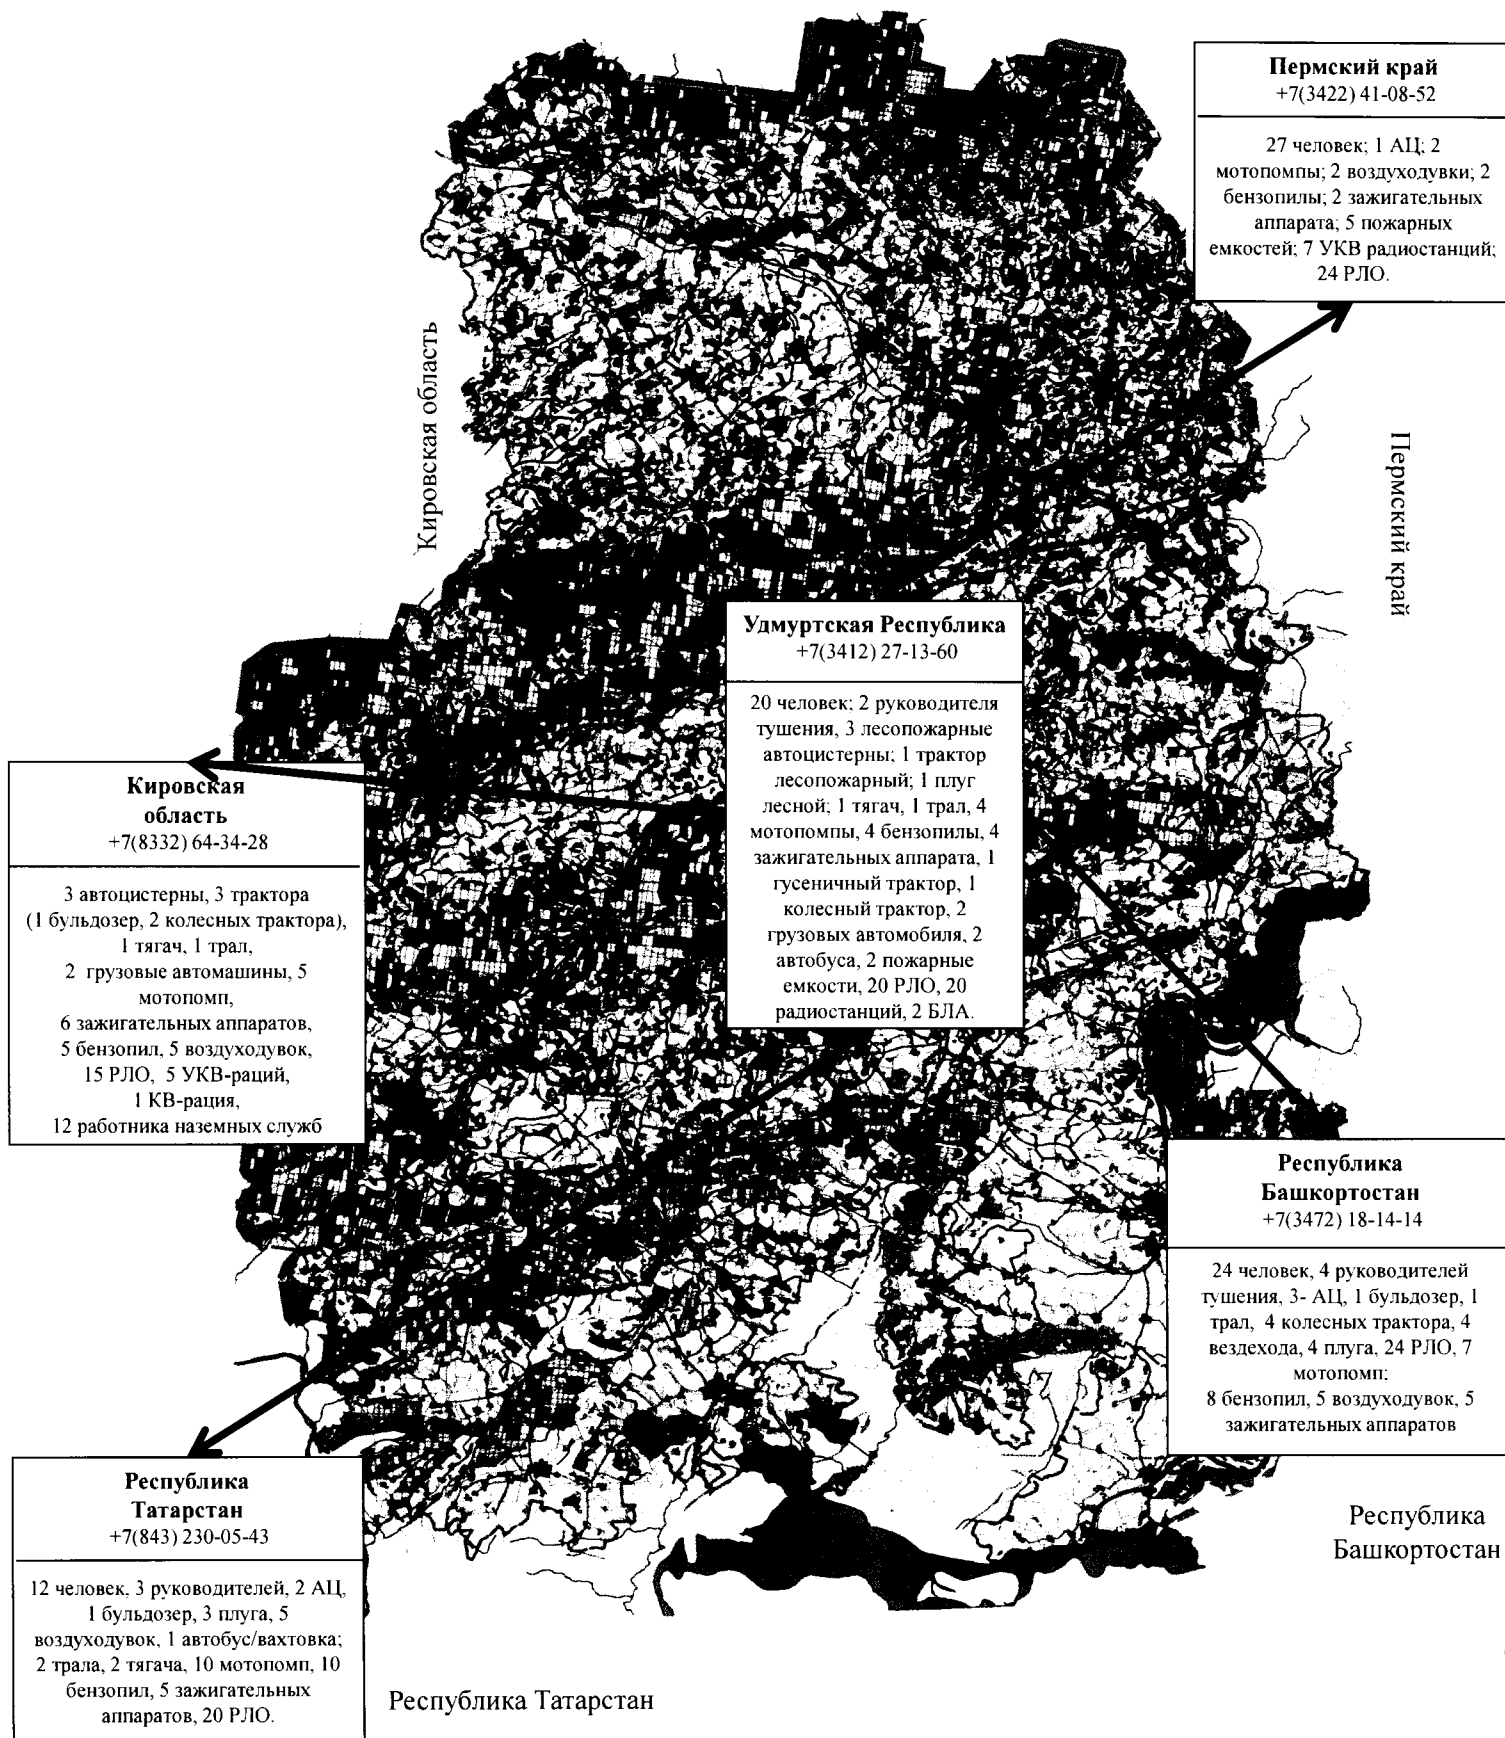 Пермский край
+7(3422) 41-08-52
27 человек; 1 АЦ; 2
мотопомпы; 2 воздуходувки; 2
бензопилы; 2 зажигательных
аппарата; 5 пожарных
емкостей; 7 УКВ радиостанций;
24 РЛО.
Кировская область
Пермский край
Удмуртская Республика
+7(3412) 27-13-60
20 человек; 2 руководителя
тушения, 3 лесопожарные
автоцистерны; 1 трактор
лесопожарный; 1 плуг
лесной; 1 тягач, 1 трал, 4
мотопомпы, 4 бензопилы, 4
зажигательных аппарата, 1
гусеничный трактор, 1
колесный трактор, 2
грузовых автомобиля, 2
автобуса, 2 пожарные
емкости, 20 РЛО, 20
радиостанций, 2 БЛА.
Кировская
область
+7(8332) 64-34-28
3 автоцистерны, 3 трактора
(1 бульдозер, 2 колесных трактора),
1 тягач, 1 трал,
2 грузовые автомашины, 5
мотопомп,
6 зажигательных аппаратов,
5 бензопил, 5 воздуходувок,
15 РЛО, 5 УКВ-раций,
1 КВ-рация,
12 работника наземных служб
Республика
Башкортостан
+7(3472) 18-14-14
24 человек, 4 руководителей
тушения, 3- АЦ, 1 бульдозер, 1
трал, 4 колесных трактора, 4
вездехода, 4 плуга, 24 РЛО, 7
мотопомп;
8 бензопил, 5 воздуходувок, 5
зажигательных аппаратов
Республика
Татарстан
+7(843) 230-05-43
12 человек, 3 руководителей, 2 АЦ,
1 бульдозер, 3 плуга, 5
воздуходувок, 1 автобус/вахтовка;
2 трала, 2 тягача, 10 мотопомп, 10
бензопил, 5 зажигательных
аппаратов, 20 РЛО.
Республика
Башкортостан
Республика Татарстан